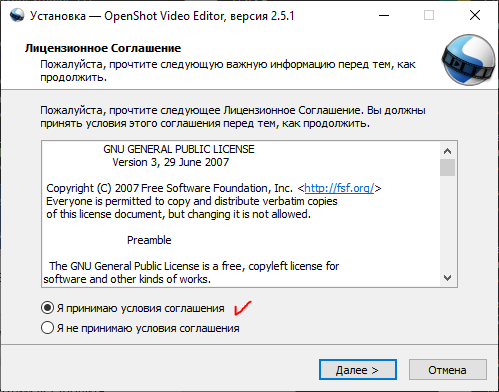 Установка — OpenShot Video Editor, версия 2.5.1
Лицензионное Соглашение
Пожалуйста, прочтите следующую важную информацию перед тем, как
продолжить.
Пожалуйста, прочтите следующее Лицензионное Соглашение. Вы должны
принять условия этого соглашения перед тем, как продолжить.
GNU GENERAL PUBLIC LICENSE
Version 3, 29 June 2007
Copyright (C) 2007 Free Software Foundation, Inc. <http://fsf.org/>
Everyone is permitted to copy and distribute verbatim copies
of this license document, but changing it is not allowed.
Preamble
The GNU General Public License is a free, copyleft license for
software and other kinds of works.
Я принимаю условия соглашения
Я не принимаю условия соглашения
Далее >
Отмена